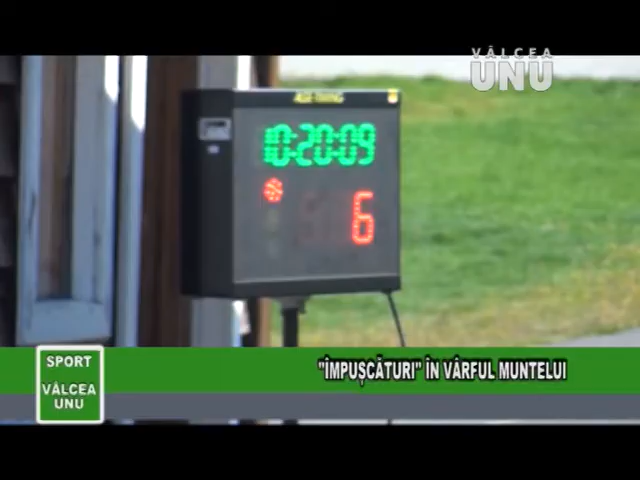 VÂLCEA
UNU
10:20:09
6
SPORT
VÂLCEA
UNU
"ÎMPUȘCĂTURI" ÎN VÂRFUL MUNTELUI